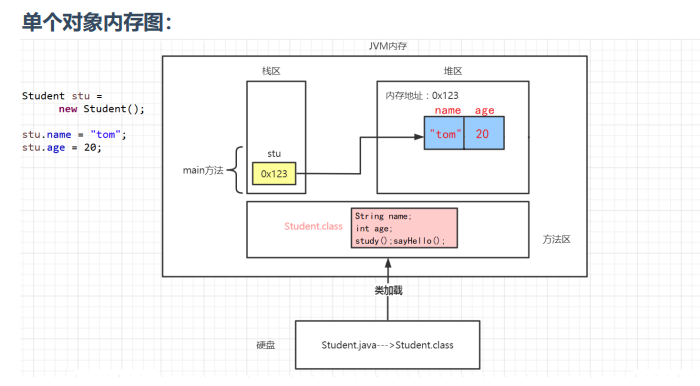 单个对象内存图：
JVM内存
栈区
堆区
Student stu =
new Student();
stu.name = "tom";
stu.age = 20;
内存地址：0x123
name age
"tom" 20
stu
0x123
main方法
Student.class
String name;
int age;
study();sayHello();
方法区
类加载
硬盘
Student.java--->Student.class